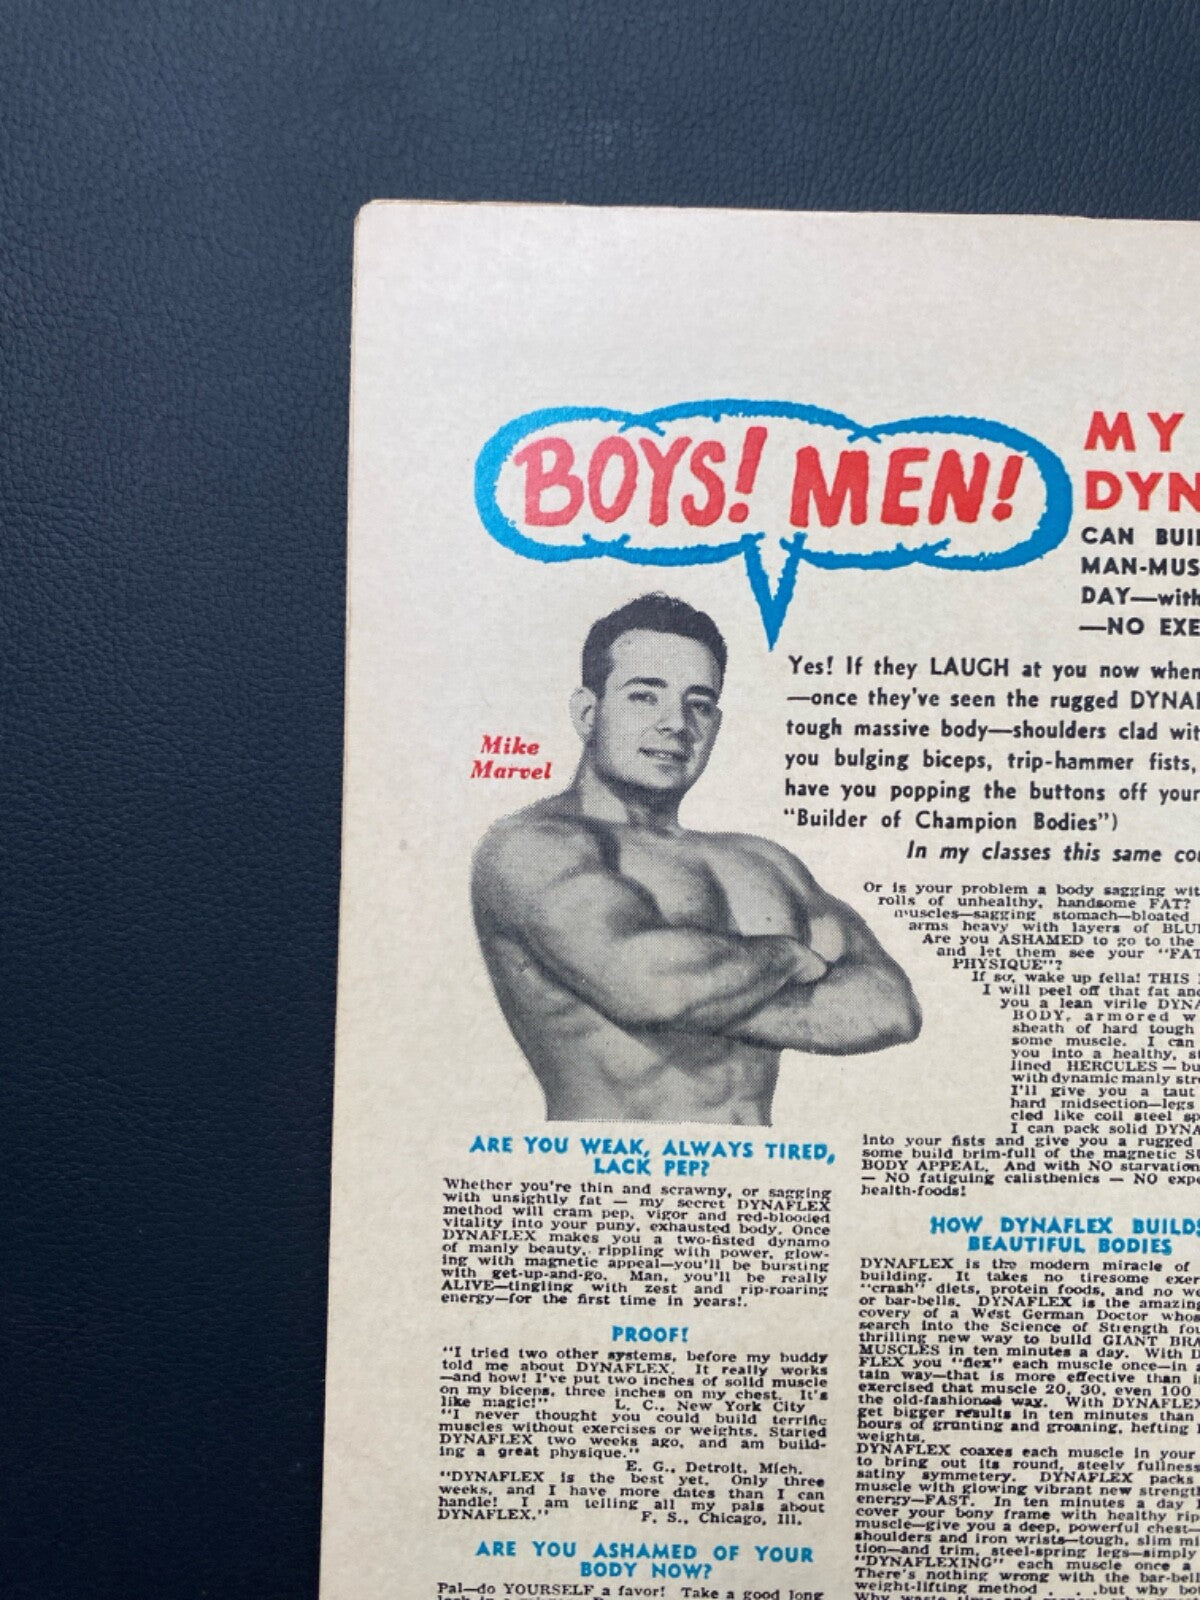 BOYS! MEN!
MY
DYN
CAN BUI
MAN-MUS
DAY—with
—NO EXE
Yes! If they LAUGH at you now when
—once they've seen the rugged DYNA
tough massive body—shoulders clad wit
you bulging biceps, trip-hammer fists,
have you popping the buttons off your
"Builder of Champion Bodies")
In my classes this same co
Mike
Marvel
ARE YOU WEAK, ALWAYS TIRED,
LACK PEP?
Whether you're thin and scrawny, or sagging
with unsightly fat — my secret DYNAFLEX
method will cram pep, vigor and red-blooded
vitality into your puny, exhausted body. Once
DYNAFLEX makes you a two-fisted dynamo
of manly beauty, rippling with power, glow-
ing with magnetic appeal—you'll be bursting
with get-up-and-go. Man, you'll be really
ALIVE—tingling with zest and rip-roaring
energy—for the first time in years!.
PROOF!
"I tried two other systems, before my buddy
told me about DYNAFLEX. It really works
—and how! I've put two inches of solid muscle
on my biceps, three inches on my chest. It's
like magic!" L. C., New York City
"I never thought you could build terrific
muscles without exercises or weights. Started
DYNAFLEX two weeks ago, and am build-
ing a great physique."
E. G., Detroit, Mich.
"DYNAFLEX is the best yet. Only three
weeks, and I have more dates than I can
handle! I am telling all my pals about
DYNAFLEX." F. S., Chicago, Ill.
ARE YOU ASHAMED OF YOUR
BODY NOW?
Pal—do YOURSELF a favor! Take a good long
Or is your problem a body sagging wit
rolls of unhealthy, handsome FAT?
muscles—sagging stomach—bloated
arms heavy with layers of BLU
Are you ASHAMED to go to the
and let them see your "FAT
PHYSIQUE"?
If so, wake up fella! THIS
I will peel off that fat and
you a lean virile DYNA
BODY, armored w
sheath of hard tough
some muscle. I can
you into a healthy, s
lined HERCULES — bu
with dynamic manly str
I'll give you a taut
hard midsection—legs
cled like coil steel sp
I can pack solid DYNA
into your fists and give you a rugged
some build brim-full of the magnetic S
BODY APPEAL. And with NO starvation
— NO fatiguing calisthenics — NO exp
health-foods!
HOW DYNAFLEX BUILDS
BEAUTIFUL BODIES
DYNAFLEX is the modern miracle of
building. It takes no tiresome exer
"crash" diets, protein foods, and no we
or bar-bells. DYNAFLEX is the amazing
covery of a West German Doctor whos
search into the Science of Strength fou
thrilling new way to build GIANT BRA
MUSCLES in ten minutes a day. With D
FLEX you "flex" each muscle once—in
tain way—that is more effective than i
exercised that muscle 20, 30, even 100
the old-fashioned way. With DYNAFLEX
get bigger results in ten minutes than
hours of grunting and groaning, hefting
weights.
DYNAFLEX coaxes each muscle in your
to bring out its round, steely fullness
satiny symmetery. DYNAFLEX packs
muscle with glowing vibrant new strength
energy—FAST. In ten minutes a day
cover your bony frame with healthy rip
muscle—give you a deep, powerful chest—
shoulders and iron wrists—tough, slim mi
tion—and trim, steel-spring legs—simply
"DYNAFLEXING" each muscle once a
There's nothing wrong with the bar-bell
weight-lifting method . . .but why bo